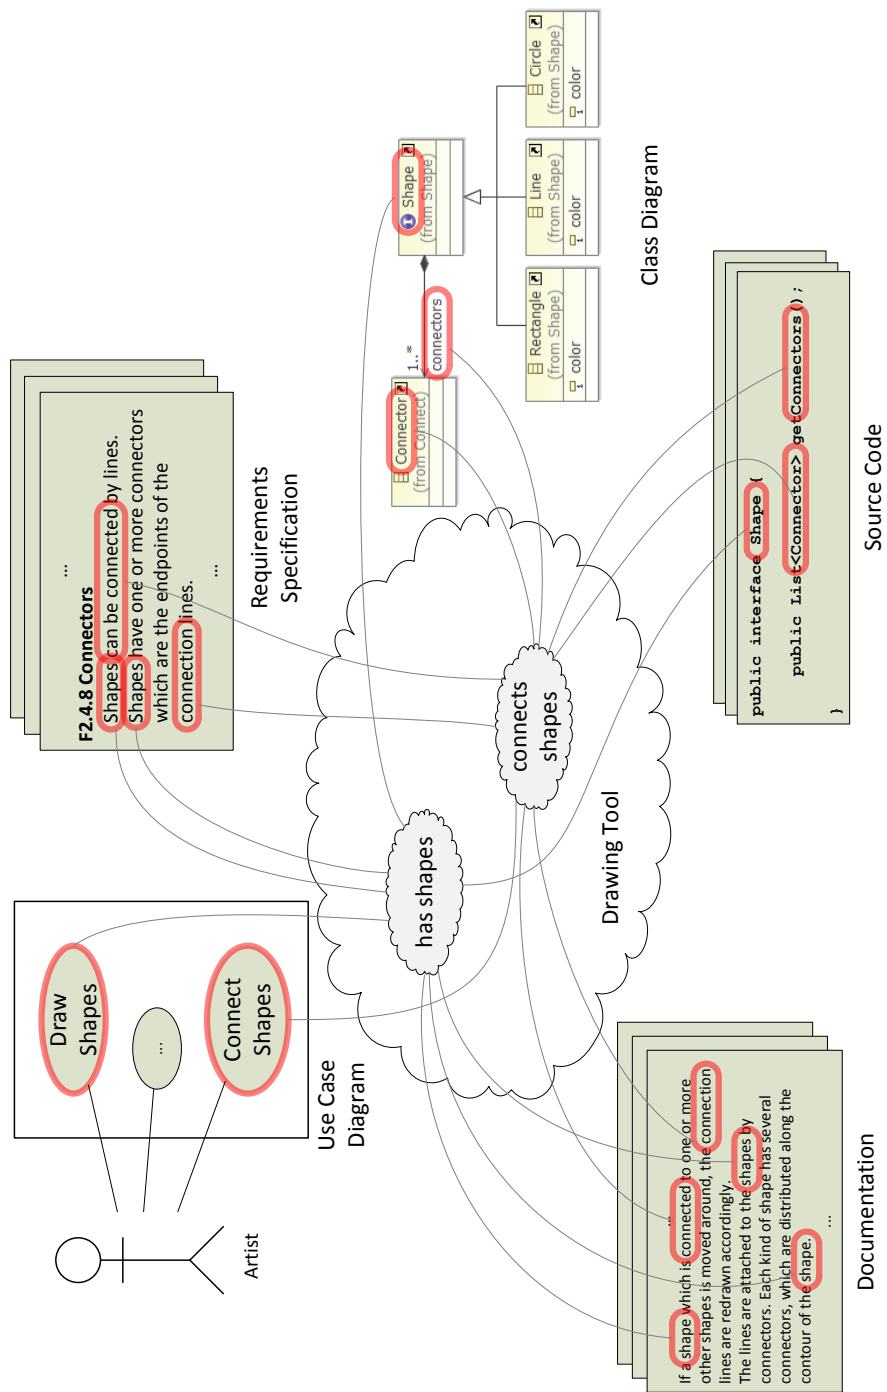 Artist
Draw
Shapes
...
Connect
Shapes
Use Case
Diagram
...
F2.4.8 Connectors
Shapes can be connected by lines.
Shapes have one or more connectors
which are the endpoints of the
connection lines.
...
Requirements
Specification
Connector
(from Connect)
1..*
connectors
I Shape
(from Shape)
Rectangle
(from Shape)
1 color
Line
(from Shape)
1 color
Circle
(from Shape)
1 color
Class Diagram
has shapes
connects
shapes
Drawing Tool
...
If a shape which is connected to one or more
other shapes is moved around, the connection
lines are redrawn accordingly.
The lines are attached to the shapes by
connectors. Each kind of shape has several
connectors, which are distributed along the
contour of the shape.
...
Documentation
public interface Shape {
public List<Connector> getConnectors();
}
Source Code